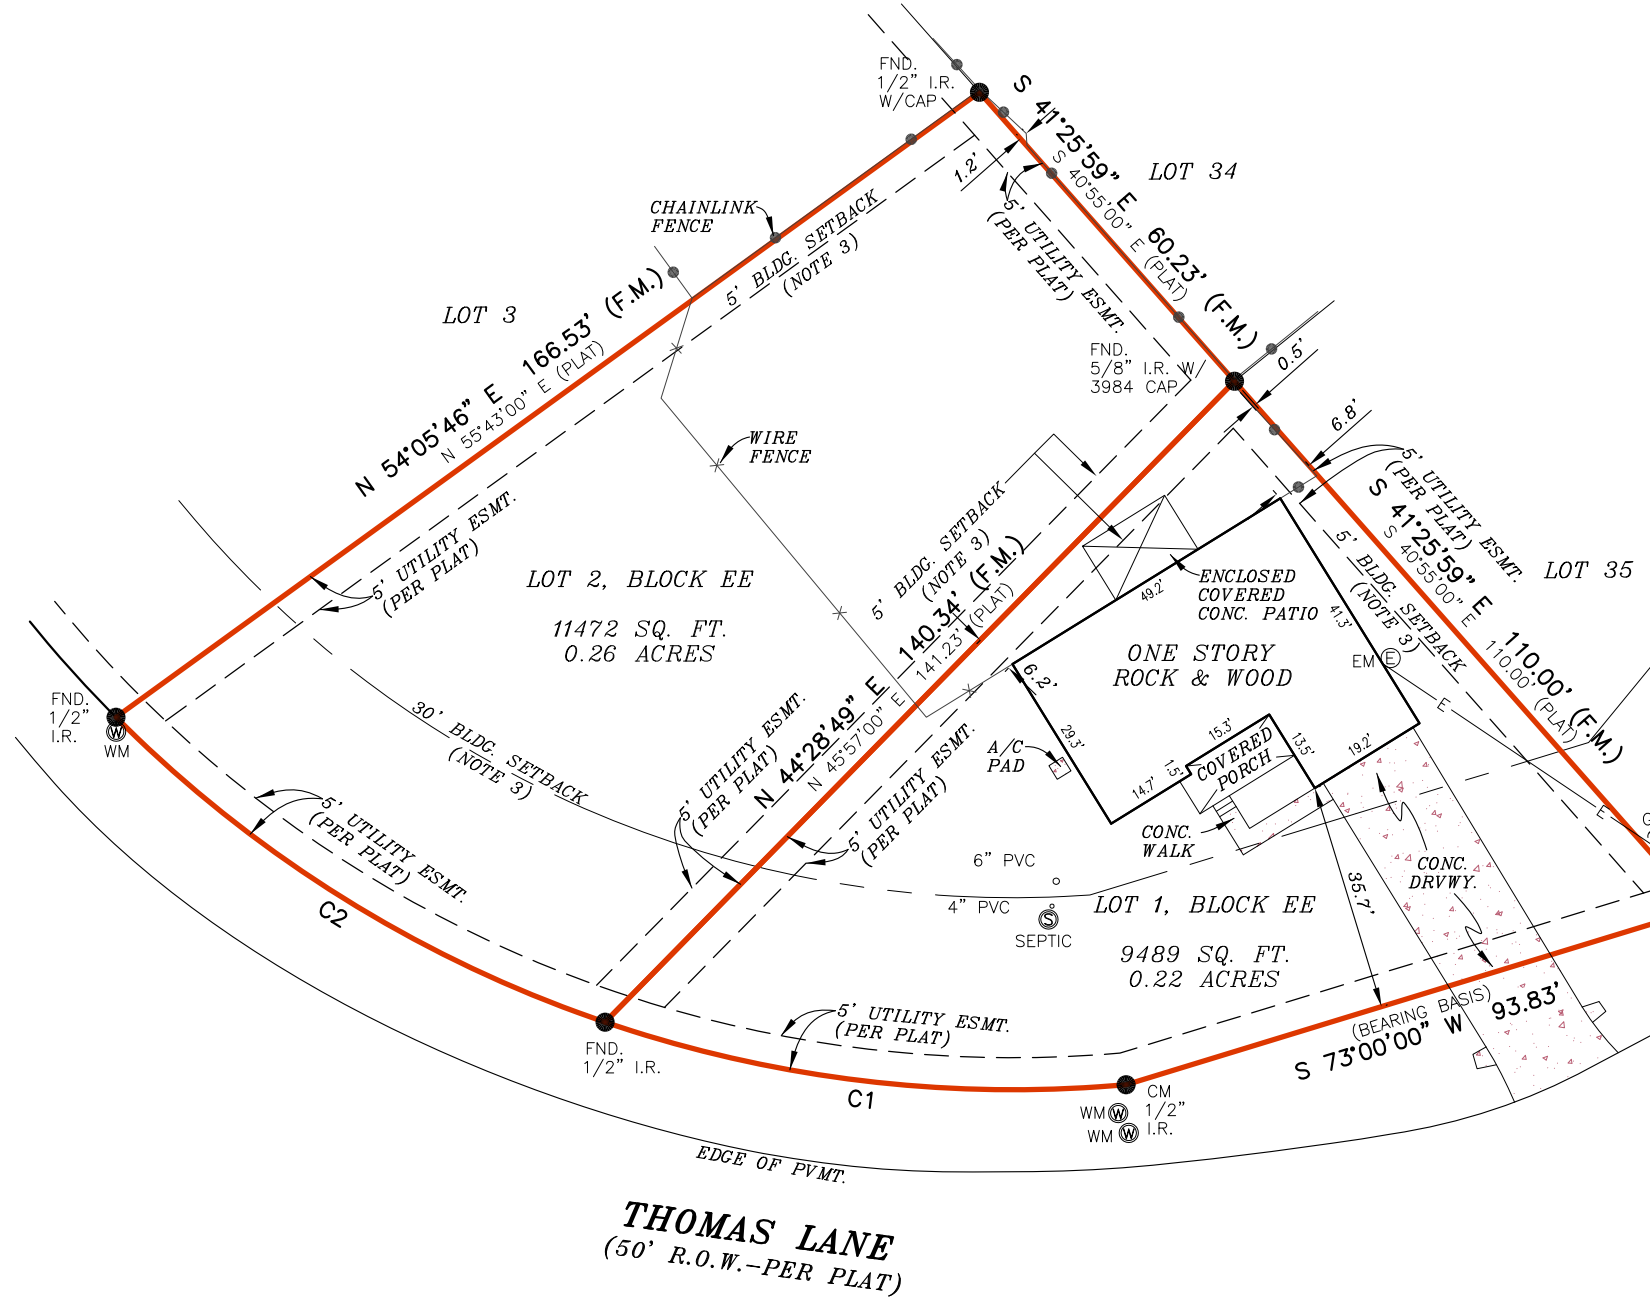 FND.
1/2" I.R.
W/CAP
S 41°25'59" E 60.23' (F.M.)
S 40°55'00" E (PLAT)
1.2'
LOT 34
5' UTILITY ESMT.
(PER PLAT)
CHAINLINK
FENCE
5' BLDG. SETBACK
(NOTE 3)
LOT 3
N 54°05'46" E 166.53' (F.M.)
N 55°43'00" E (PLAT)
FND.
5/8" I.R. W/
3984 CAP
0.5'
6.8'
5' UTILITY ESMT.
(PER PLAT)
S 41°25'59" E 110.00' (F.M.)
S 40°55'00" E 110.00' (PLAT)
WIRE
FENCE
5' UTILITY ESMT.
(PER PLAT)
5' BLDG. SETBACK
(NOTE 3)
5' BLDG. SETBACK
(NOTE 3)
LOT 35
LOT 2, BLOCK EE
11472 SQ. FT.
0.26 ACRES
ENCLOSED
COVERED
CONC. PATIO
49.2'
41.3'
EM E
E
E
ONE STORY
ROCK & WOOD
6.2'
29.3'
A/C
PAD
15.3'
13.5'
19.2'
1.5'
14.7'
COVERED
PORCH
N 44°28'49" E 140.34' (F.M.)
N 45°57'00" E 141.23' (PLAT)
5' UTILITY ESMT.
(PER PLAT)
5' UTILITY ESMT.
(PER PLAT)
FND.
1/2"
I.R.
W
WM
30' BLDG. SETBACK
(NOTE 3)
5' UTILITY ESMT.
(PER PLAT)
C2
CONC.
WALK
CONC.
DRVWY.
35.7'
6" PVC
4" PVC
S
SEPTIC
LOT 1, BLOCK EE
9489 SQ. FT.
0.22 ACRES
5' UTILITY ESMT.
(PER PLAT)
(BEARING BASIS)
S 73°00'00" W 93.83'
FND.
1/2" I.R.
C1
CM
1/2"
I.R.
WM W
WM W
EDGE OF PVMT.
THOMAS LANE
(50' R.O.W.-PER PLAT)